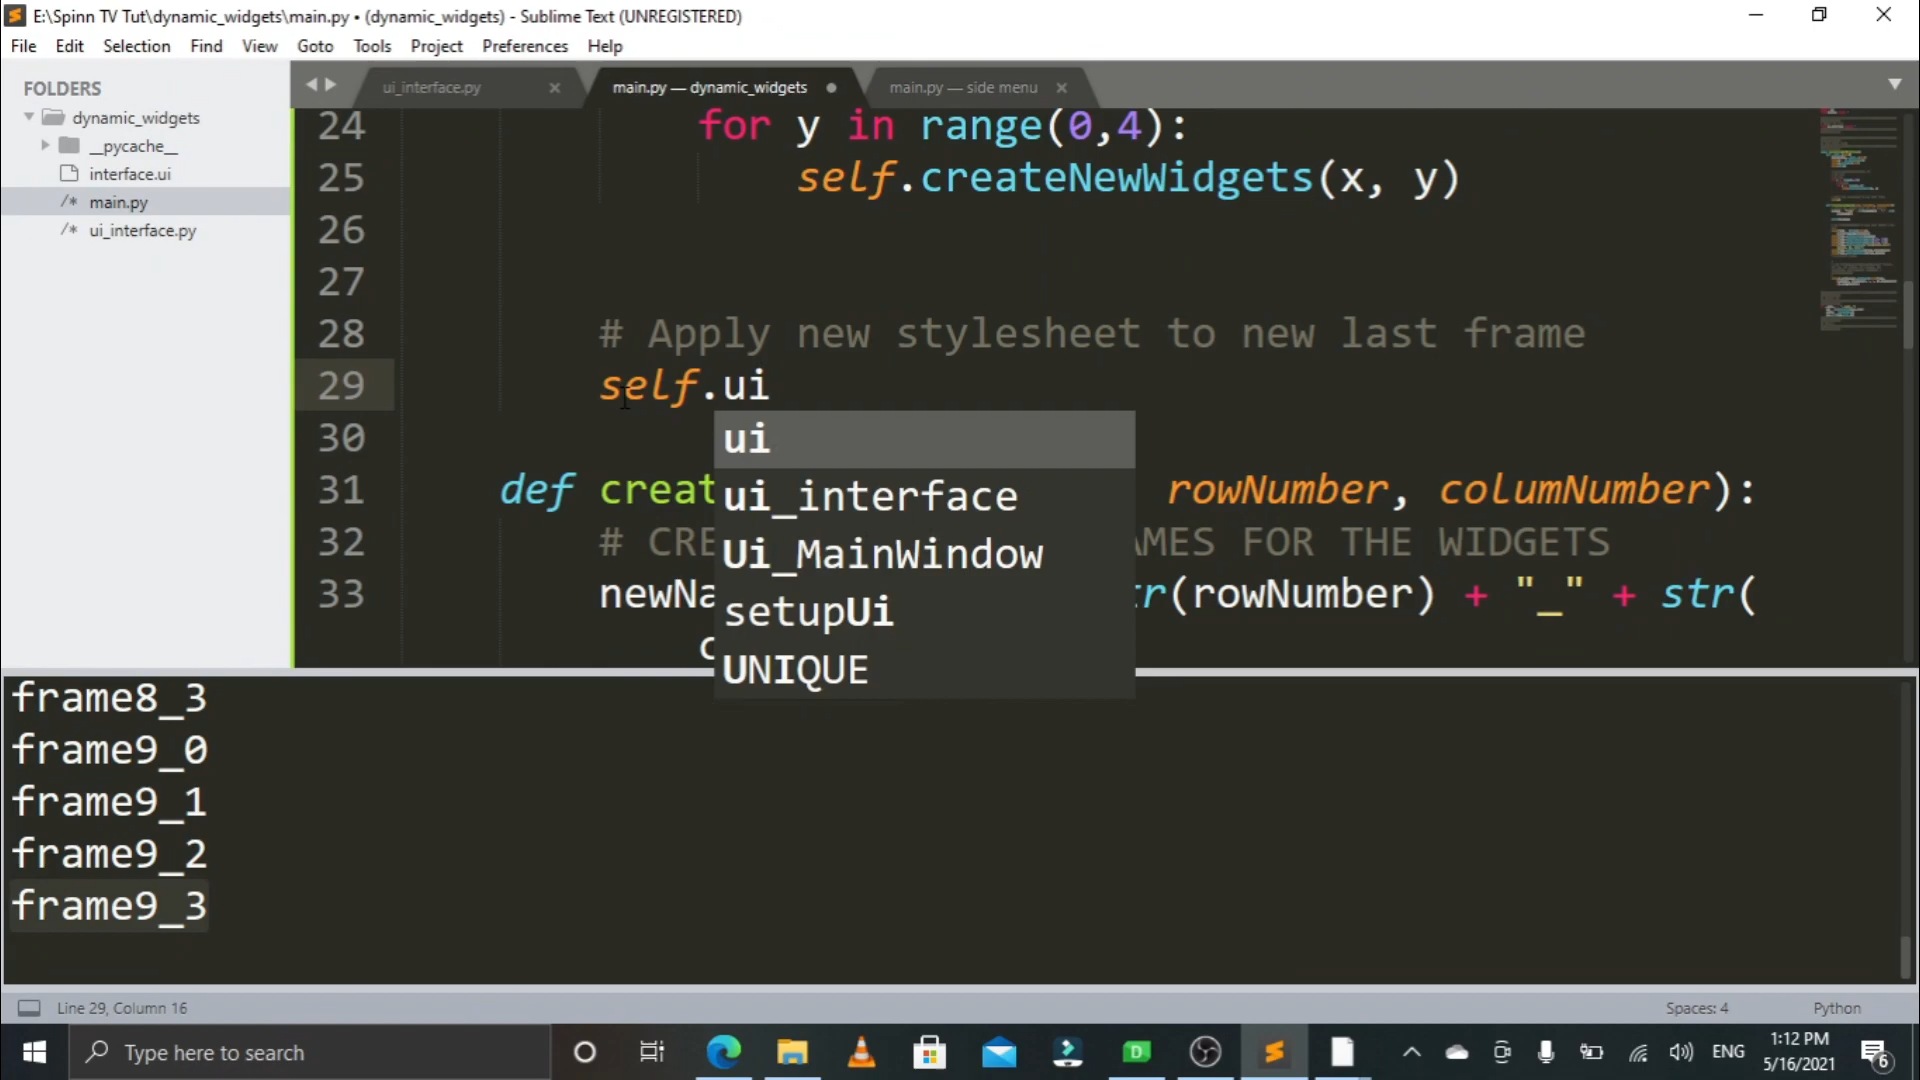 E:\Spinn TV Tut\dynamic_widgets\main.py • (dynamic_widgets) - Sublime Text (UNREGISTERED)
File Edit Selection Find View Goto Tools Project Preferences Help
FOLDERS
dynamic_widgets
__pycache__
interface.ui
/* main.py
/* ui_interface.py
ui_interface.py
main.py — dynamic_widgets
main.py — side menu
24 for y in range(0,4):
25 self.createNewWidgets(x, y)
26
27
28 # Apply new stylesheet to new last frame
29 self.ui
30
31 def creat rowNumber, columNumber):
32 # CRE AMES FOR THE WIDGETS
33 newNa tr(rowNumber) + "_" + str(
c
ui
ui_interface
Ui_MainWindow
setupUi
UNIQUE
frame8_3
frame9_0
frame9_1
frame9_2
frame9_3
Line 29, Column 16
Spaces: 4
Python
Type here to search
ENG
1:12 PM
5/16/2021
6